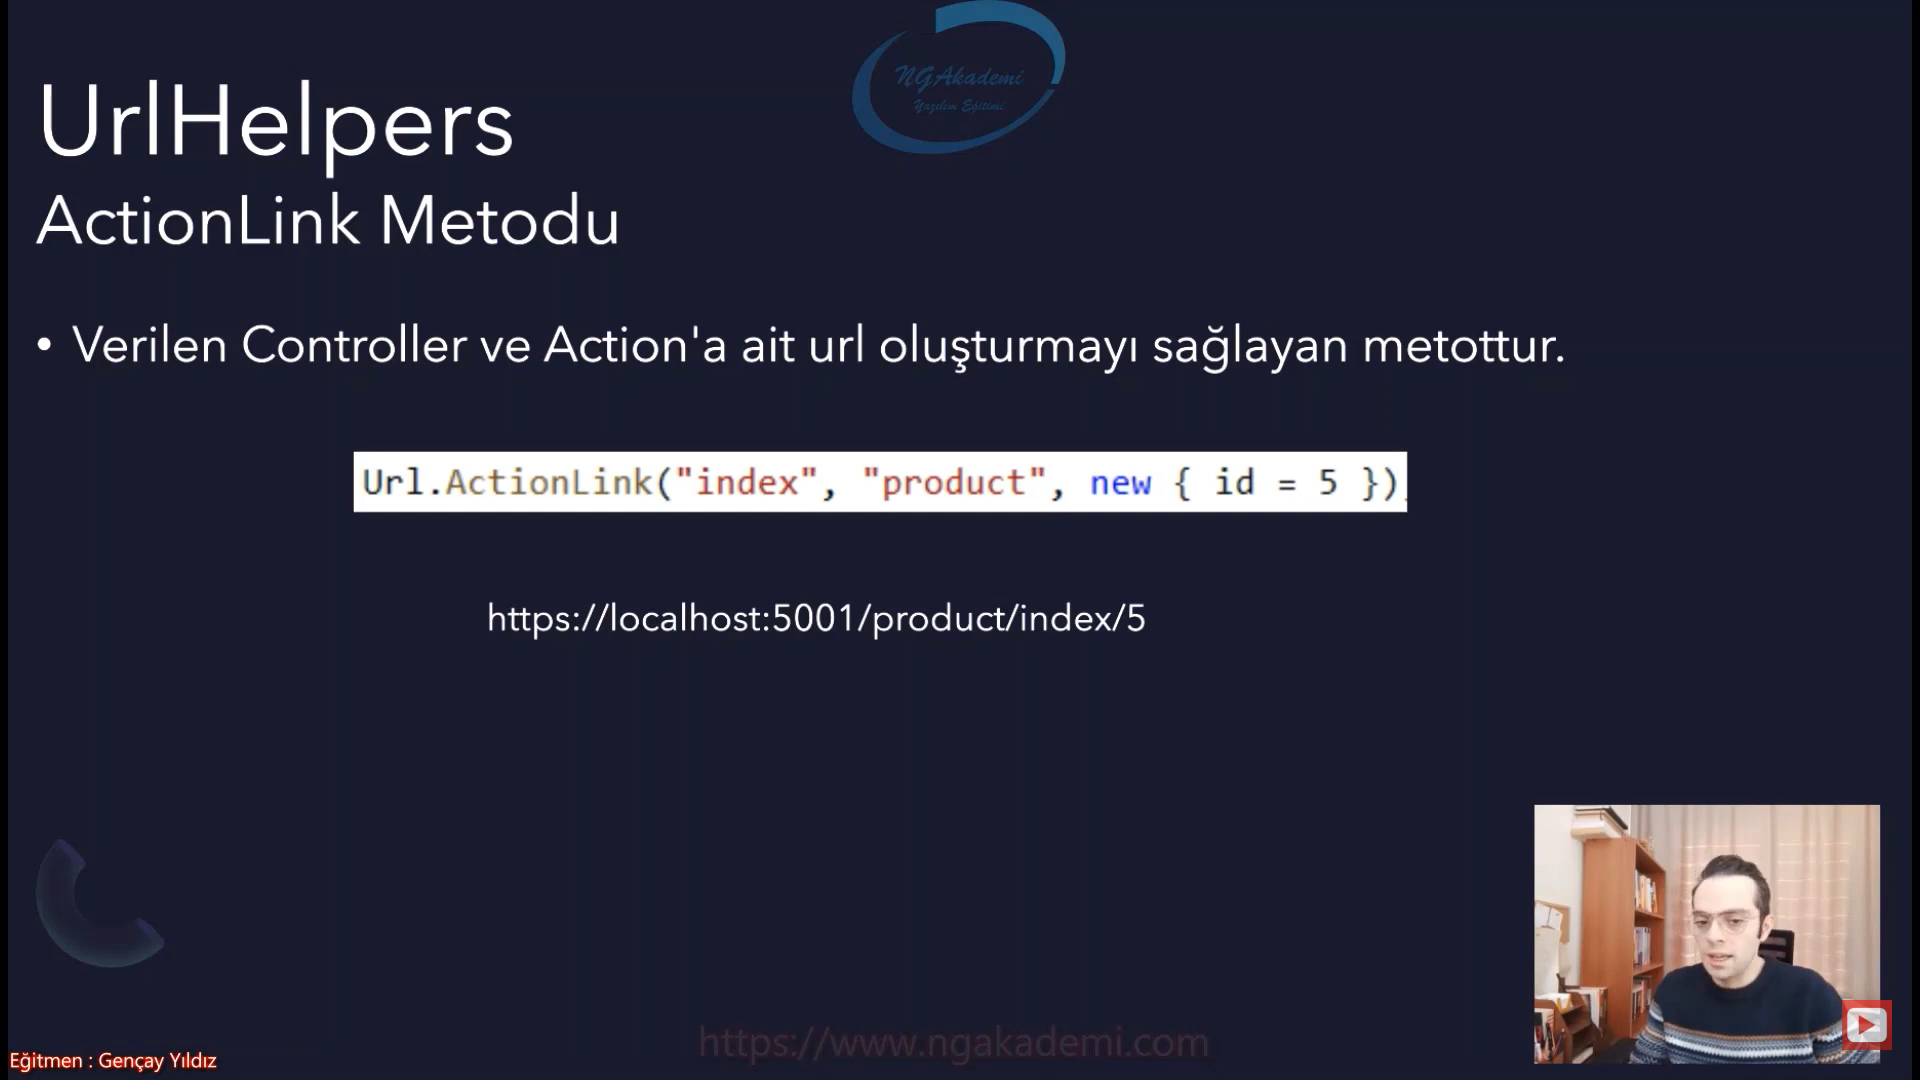 NGAkademi
Yazılım Eğitimi
UrlHelpers
ActionLink Metodu
• Verilen Controller ve Action'a ait url oluşturmayı sağlayan metottur.
Url.ActionLink("index", "product", new { id = 5 })
https://localhost:5001/product/index/5
https://www.ngakademi.com
Eğitmen : Gençay Yıldız